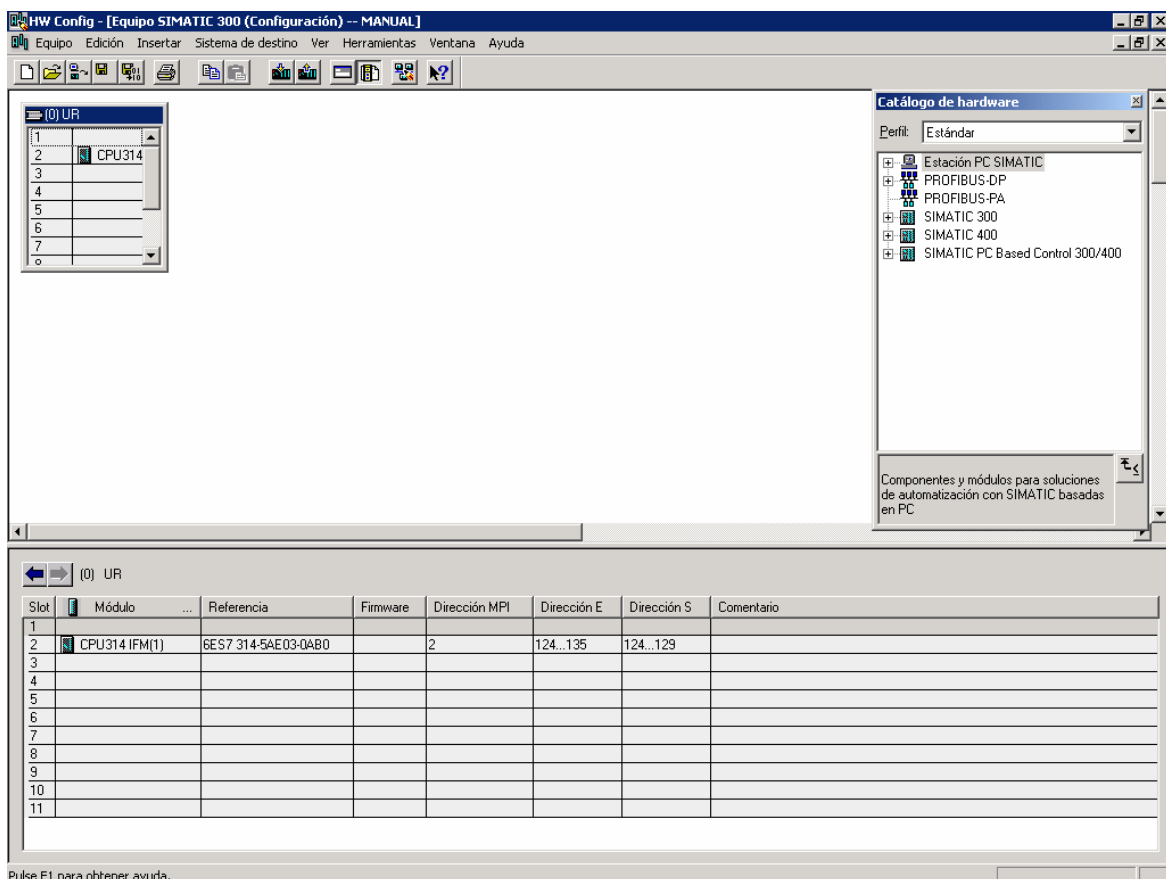 HW Config - [Equipo SIMATIC 300 (Configuración) -- MANUAL]
Equipo Edición Insertar Sistema de destino Ver Herramientas Ventana Ayuda
(0) UR
1
2 CPU314
3
4
5
6
7
Catálogo de hardware
Perfil: Estándar
Estación PC SIMATIC
PROFIBUS-DP
PROFIBUS-PA
SIMATIC 300
SIMATIC 400
SIMATIC PC Based Control 300/400
Componentes y módulos para soluciones
de automatización con SIMATIC basadas
en PC
(0) UR
Slot Módulo ... Referencia Firmware Dirección MPI Dirección E Dirección S Comentario
1
2 CPU314 IFM(1) 6ES7 314-5AE03-0AB0 2 124...135 124...129
3
4
5
6
7
8
9
10
11
Pulse F1 para obtener ayuda.